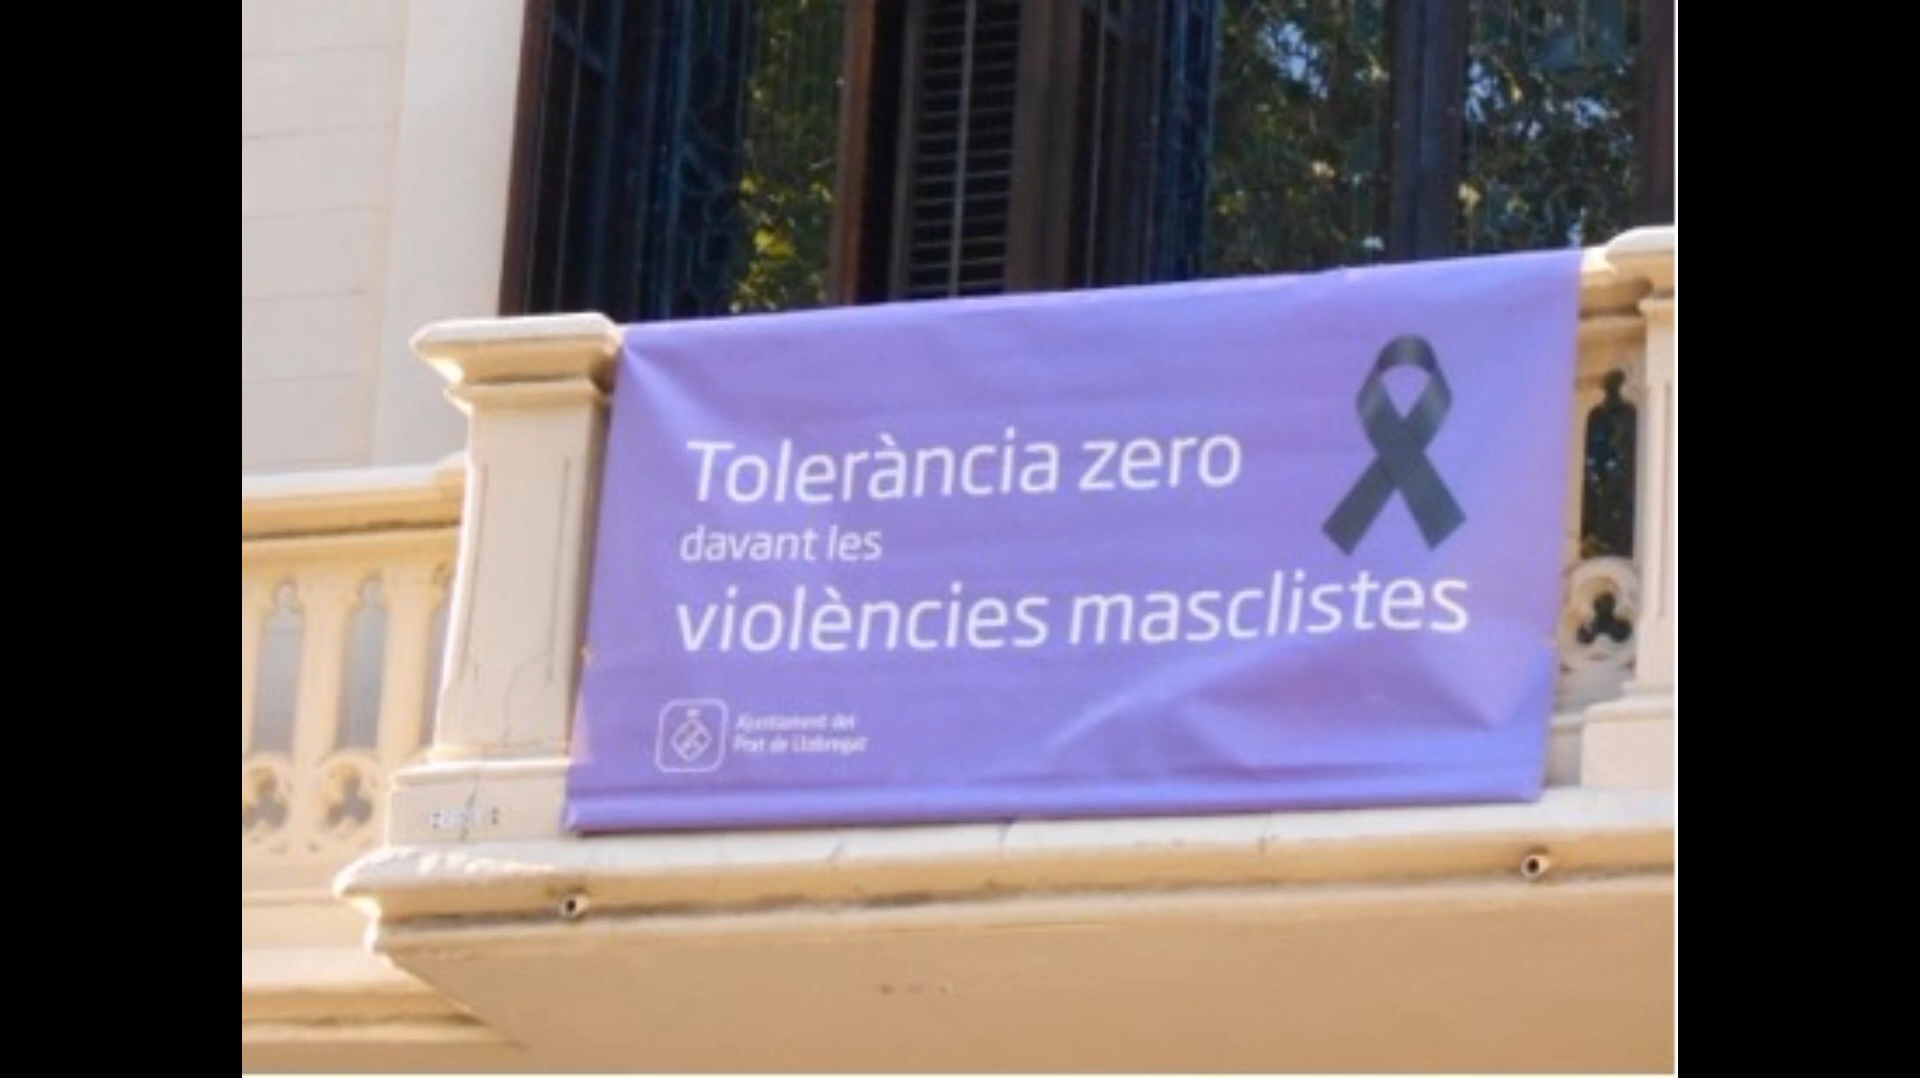 Tolerància zero
davant les
violències masclistes
Ajuntament del
Prat de Llobregat